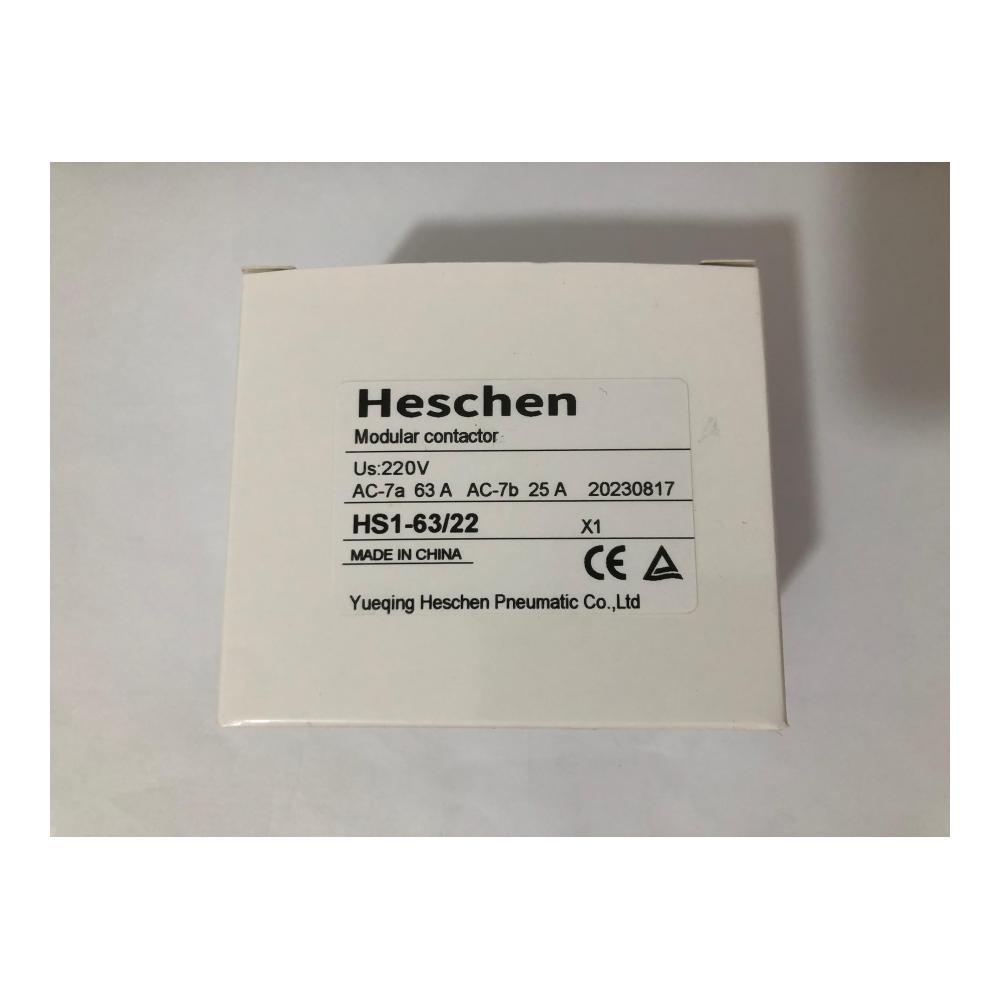 Heschen
Modular contactor
Us:220V
AC-7a 63 A AC-7b 25 A 20230817
HS1-63/22 X1
MADE IN CHINA CE
Yueqing Heschen Pneumatic Co.,Ltd